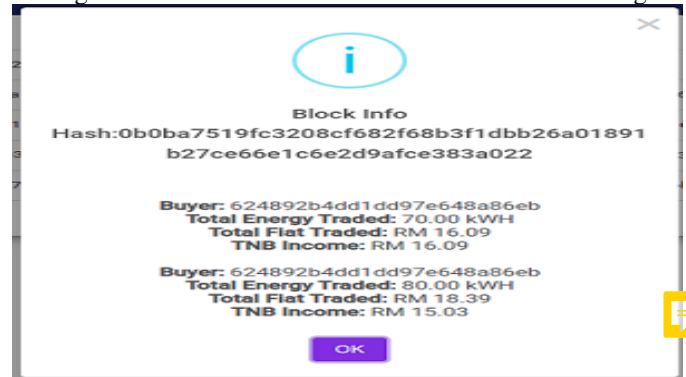 Block Info
Hash:0b0ba7519fc3208cf682f68b3f1dbb26a01891
b27ce66e1c6e2d9afce383a022
Buyer: 624892b4dd1dd97e648a86eb
Total Energy Traded: 70.00 kWH
Total Fiat Traded: RM 16.09
TNB Income: RM 16.09
Buyer: 624892b4dd1dd97e648a86eb
Total Energy Traded: 80.00 kWH
Total Fiat Traded: RM 18.39
TNB Income: RM 15.03
OK